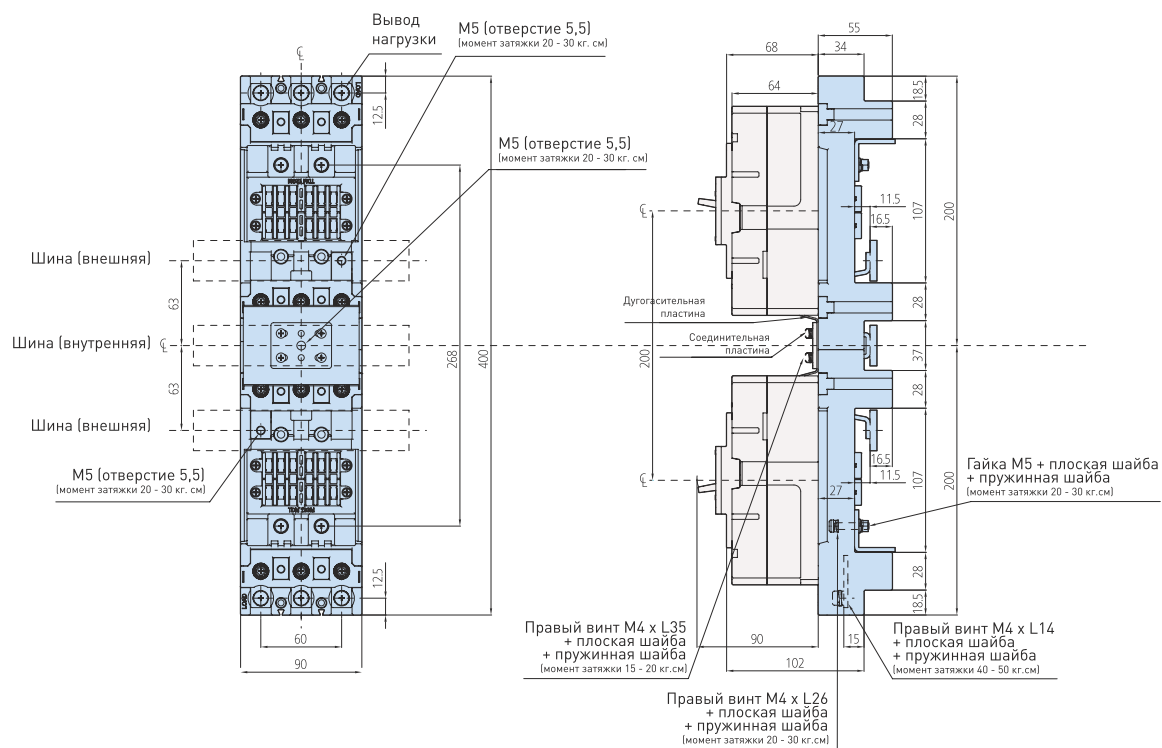 Вывод
нагрузки
M5 (отверстие 5,5)
(момент затяжки 20 - 30 кг. см)
M5 (отверстие 5,5)
(момент затяжки 20 - 30 кг. см)
Шина (внешняя)
Шина (внутренняя)
Шина (внешняя)
M5 (отверстие 5,5)
(момент затяжки 20 - 30 кг. см)
LOAD
12.5
63
63
268
400
12.5
LOAD
60
90
55
68
34
64
27
18.5
28
11.5
16.5
107
200
28
Дугогасительная
пластина
Соединительная
пластина
200
37
28
16.5
11.5
27
107
200
Гайка M5 + плоская шайба
+ пружинная шайба
(момент затяжки 20 - 30 кг.см)
28
18.5
15
90
102
Правый винт M4 x L35
+ плоская шайба
+ пружинная шайба
(момент затяжки 15 - 20 кг.см)
Правый винт M4 x L14
+ плоская шайба
+ пружинная шайба
(момент затяжки 40 - 50 кг.см)
Правый винт M4 x L26
+ плоская шайба
+ пружинная шайба
(момент затяжки 20 - 30 кг.см)